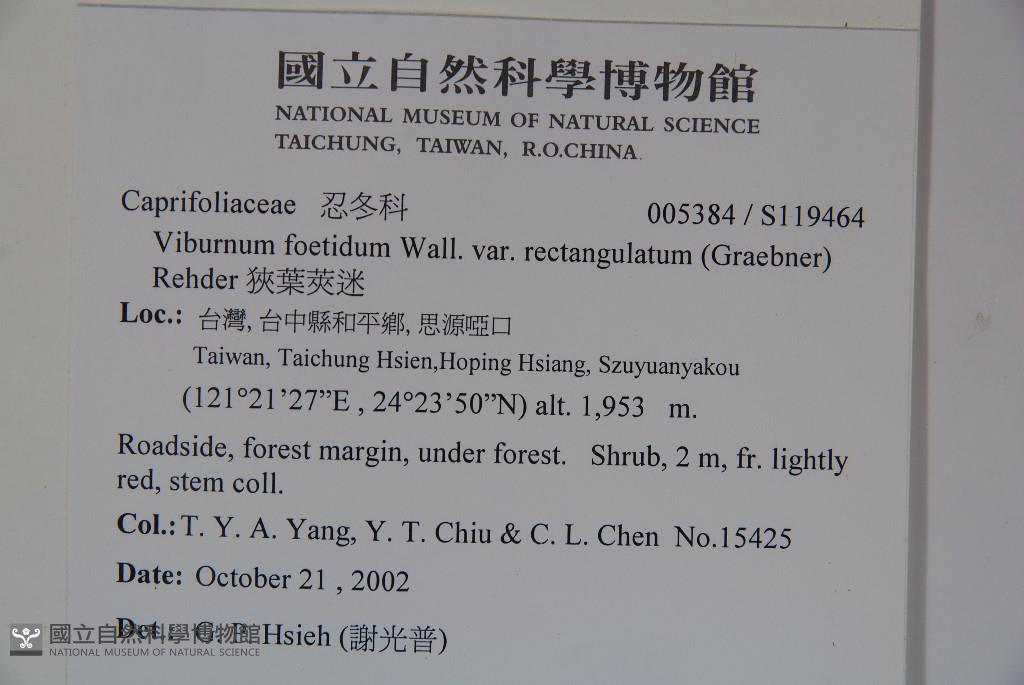 國立自然科學博物館
NATIONAL MUSEUM OF NATURAL SCIENCE
TAICHUNG, TAIWAN, R.O.CHINA.
Caprifoliaceae 忍冬科 005384 / S119464
Viburnum foetidum Wall. var. rectangulatum (Graebner)
Rehder 狹葉莢迷
Loc.: 台灣, 台中縣和平鄉, 思源啞口
Taiwan, Taichung Hsien,Hoping Hsiang, Szuyuanyakou
(121°21’27”E , 24°23’50”N) alt. 1,953 m.
Roadside, forest margin, under forest. Shrub, 2 m, fr. lightly
red, stem coll.
Col.: T. Y. A. Yang, Y. T. Chiu & C. L. Chen No.15425
Date: October 21 , 2002
Det.: G. P. Hsieh (謝光普)
國立自然科學博物館
NATIONAL MUSEUM OF NATURAL SCIENCE